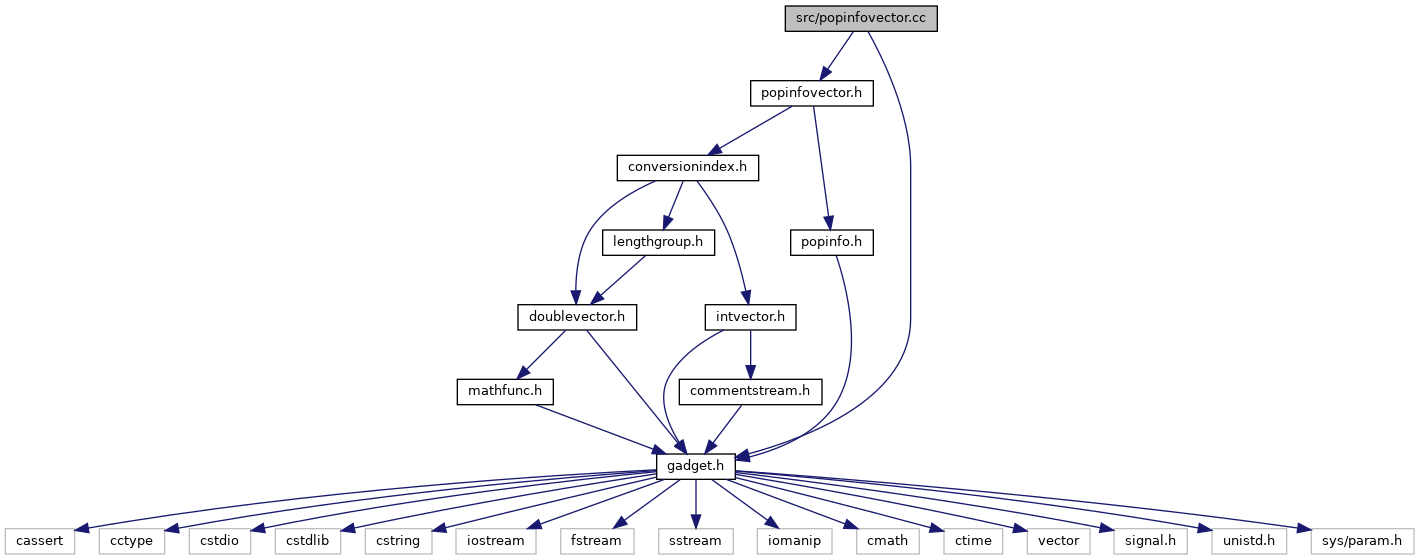 src/popinfovector.cc
popinfovector.h
conversionindex.h
lengthgroup.h
popinfo.h
doublevector.h
intvector.h
mathfunc.h
commentstream.h
gadget.h
cassert
cctype
cstdio
cstdlib
cstring
iostream
fstream
sstream
iomanip
cmath
ctime
vector
signal.h
unistd.h
sys/param.h